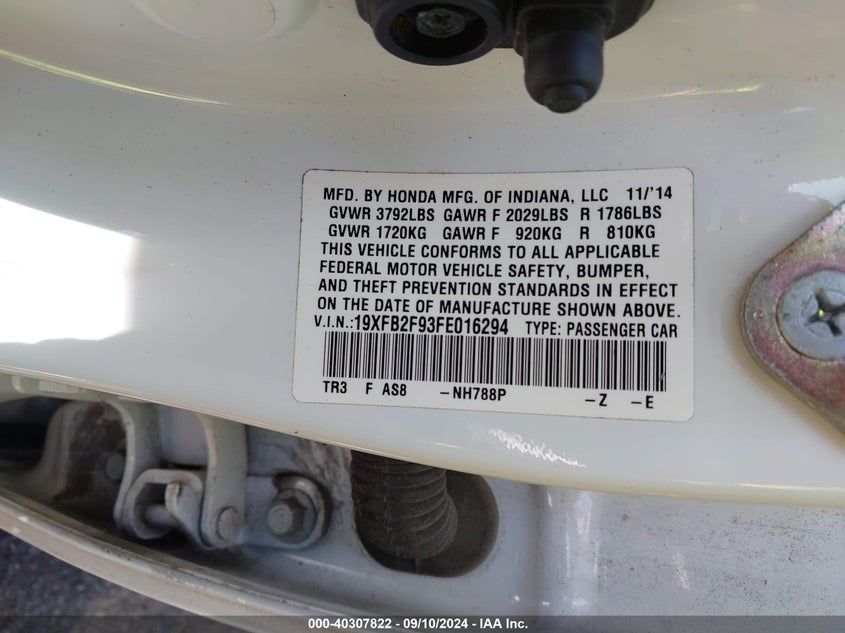 MFD. BY HONDA MFG. OF INDIANA, LLC 11/'14
GVWR 3792LBS GAWR F 2029LBS R 1786LBS
GVWR 1720KG GAWR F 920KG R 810KG
THIS VEHICLE CONFORMS TO ALL APPLICABLE
FEDERAL MOTOR VEHICLE SAFETY, BUMPER,
AND THEFT PREVENTION STANDARDS IN EFFECT
ON THE DATE OF MANUFACTURE SHOWN ABOVE.
V.I.N.:19XFB2F93FE016294 TYPE: PASSENGER CAR
TR3 F AS8 –NH788P –Z –E
000-40307822 - 09/10/2024 - IAA Inc.